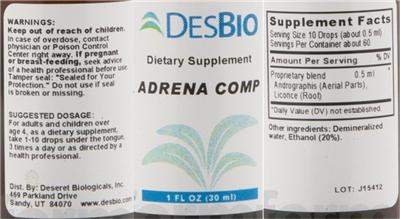 WARNINGS:
Keep out of reach of children.
In case of overdose, contact
physician or Poison Control
Center right away. If pregnant
or breast-feeding, seek advice
of a health professional before use.
Tamper seal: "Sealed for Your
Protection." Do not use if seal
is broken or missing.
SUGGESTED DOSAGE:
For adults and children over
age 4, as a dietary supplement,
take 1-10 drops under the tongue,
3 times a day or as directed by a
health professional.
www.desbio.com
Dist. By: Deseret Biologicals, Inc.
469 Parkland Drive
Sandy, UT 84070
DESBIO
Dietary Supplement
ADRENA COMP
1 FL OZ (30 ml)
Supplement Facts
Serving Size 10 Drops (about 0.5 ml)
Servings Per Container about 60
Amount Per Serving % DV
Proprietary blend 0.5 ml *
Andrographis (Aerial Parts),
Licorice (Root)
*Daily Value (DV) not established.
Other ingredients: Demineralized
water, Ethanol (20%).
LOT: J15412